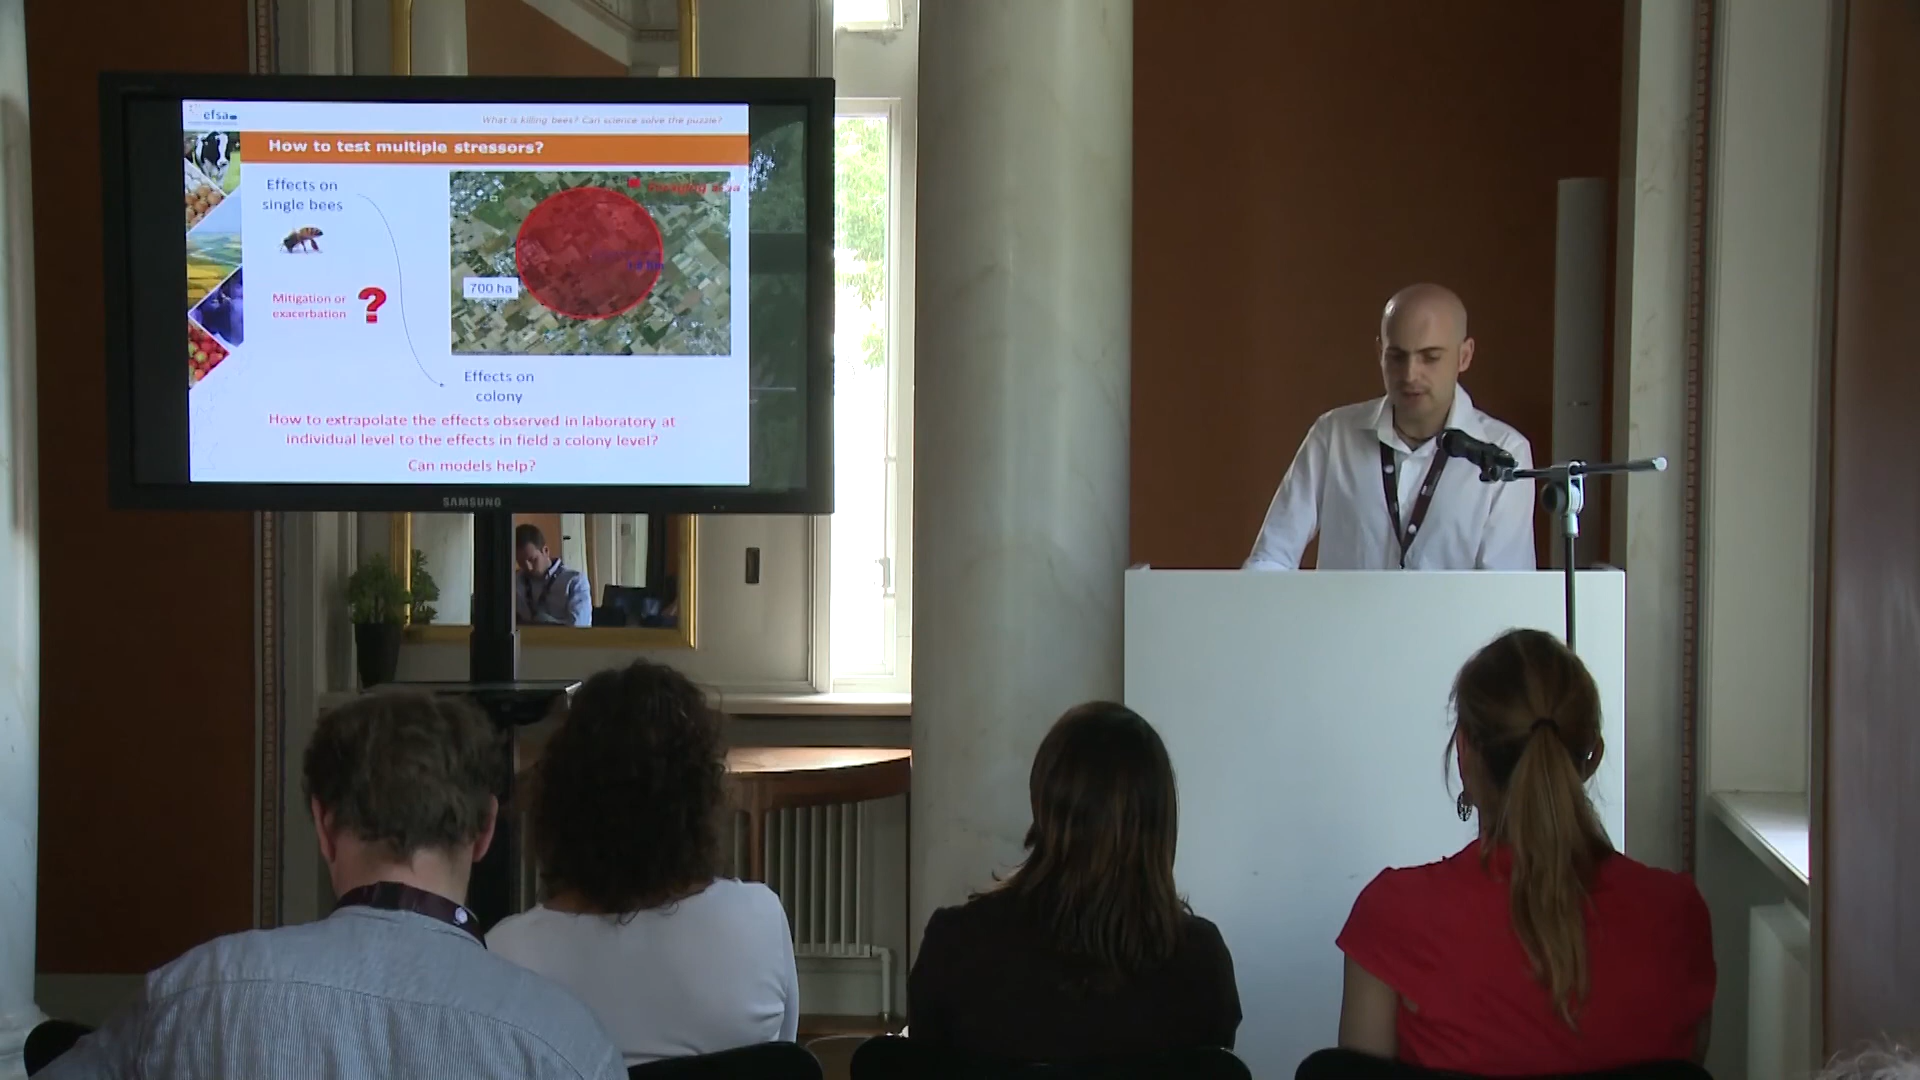 efsa
What is killing bees? Can science solve the puzzle?
How to test multiple stressors?
Effects on
single bees
Foraging area
700 ha
Mitigation or
exacerbation
?
Effects on
colony
How to extrapolate the effects observed in laboratory at
individual level to the effects in field a colony level?
Can models help?
SAMSUNG